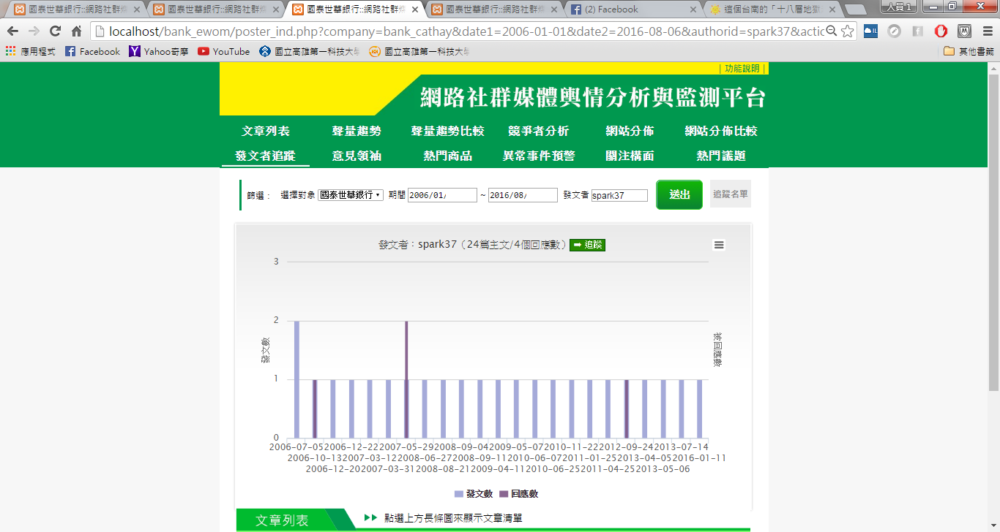 國泰世華銀行::網路社群
國泰世華銀行::網路社群
國泰世華銀行::網路社群
國泰世華銀行::網路社群
(2) Facebook
這個台南的「十八層地獄
人員 1
localhost/bank_ewom/poster_ind.php?company=bank_cathay&date1=2006-01-01&date2=2016-08-06&authorid=spark37&actio
應用程式 Facebook Yahoo奇摩 YouTube 國立高雄第一科技大學 國立高雄第一科技大學 其他書籤
| 功能說明 |
網路社群媒體輿情分析與監測平台
文章列表 聲量趨勢 聲量趨勢比較 競爭者分析 網站分佈 網站分佈比較
發文者追蹤 意見領袖 熱門商品 異常事件預警 關注構面 熱門議題
篩選： 選擇對象 國泰世華銀行 期間 2006/01/ ~ 2016/08/ 發文者 spark37 送出 追蹤名單
發文者：spark37（24篇主文/4個回應數） ➡ 追蹤
3
2
1
0
發文數
被回應數
2006-07-05 2006-12-22 2007-05-29 2008-09-04 2009-05-07 2010-11-22 2012-09-24 2013-07-14
2006-10-13 2007-03-12 2008-06-27 2008-09-11 2010-06-07 2011-01-25 2013-04-05 2016-01-11
2006-12-20 2007-03-31 2008-08-21 2009-04-11 2010-06-25 2011-04-25 2013-05-06
發文數 回應數
文章列表 點選上方長條圖來顯示文章清單